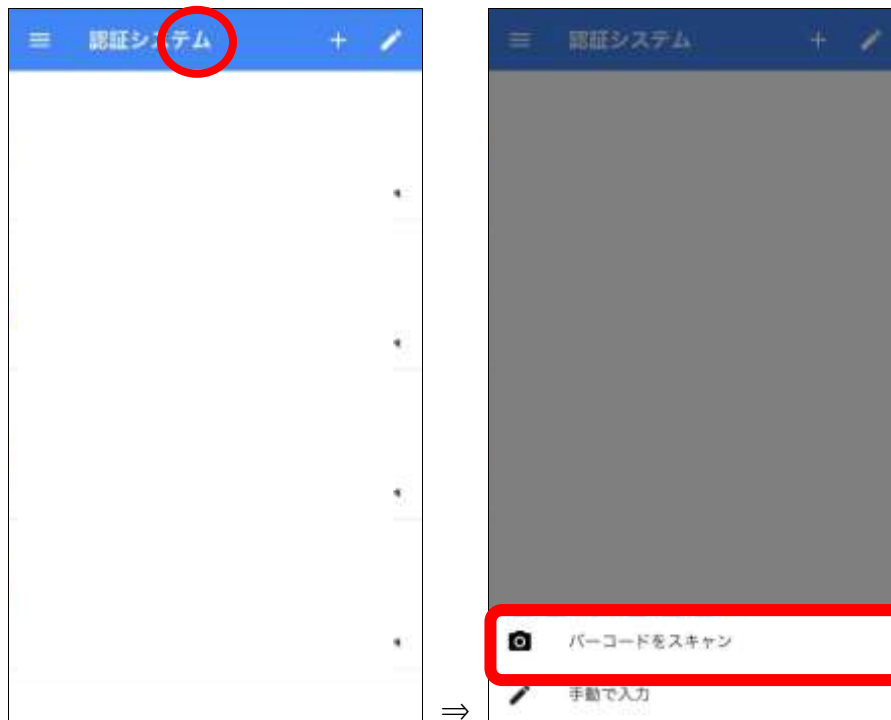 認証システム
認証システム
バーコードをスキャン
⇒
手動で入力